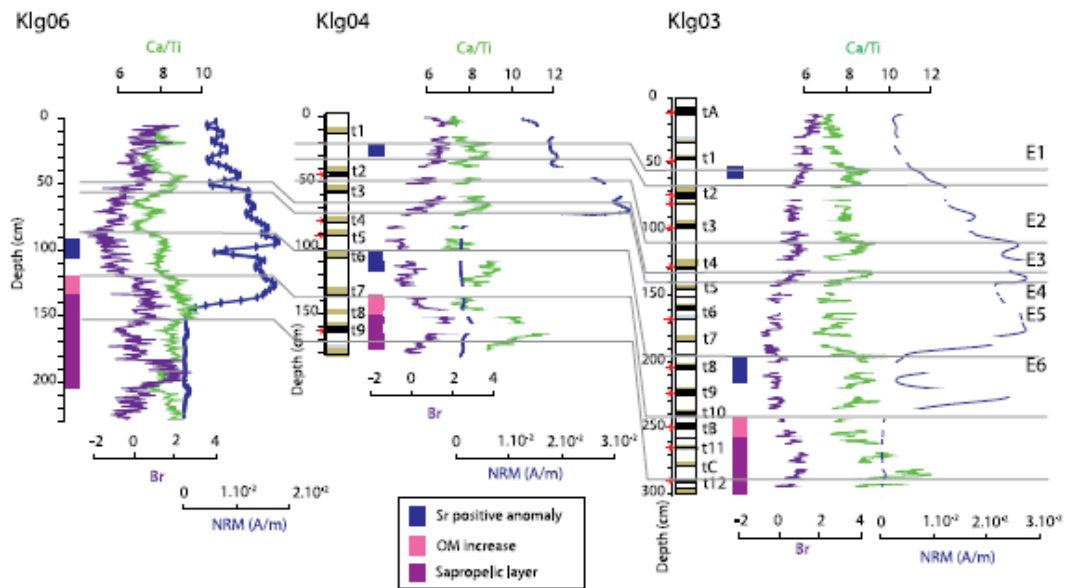 Klg06
Klg04
Klg03
Ca/Ti
6 8 10
Ca/Ti
6 8 10 12
Ca/Ti
6 8 10 12
0
50
100
150
200
Depth (cm)
0
50
100
150
Depth (cm)
t1
t2
t3
t4
t5
t6
t7
t8
t9
0
50
100
150
200
250
300
Depth (cm)
tA
t1
t2
t3
t4
t5
t6
t7
t8
t9
t10
tB
t11
tC
t12
E1
E2
E3
E4
E5
E6
-2 0 2 4
Br
0 1.10⁻² 2.10⁻²
NRM (A/m)
-2 0 2 4
Br
0 1.10⁻² 2.10⁻² 3.10⁻²
NRM (A/m)
-2 0 2 4
Br
0 1.10⁻² 2.10⁻² 3.10⁻²
NRM (A/m)
Sr positive anomaly
OM increase
Sapropelic layer